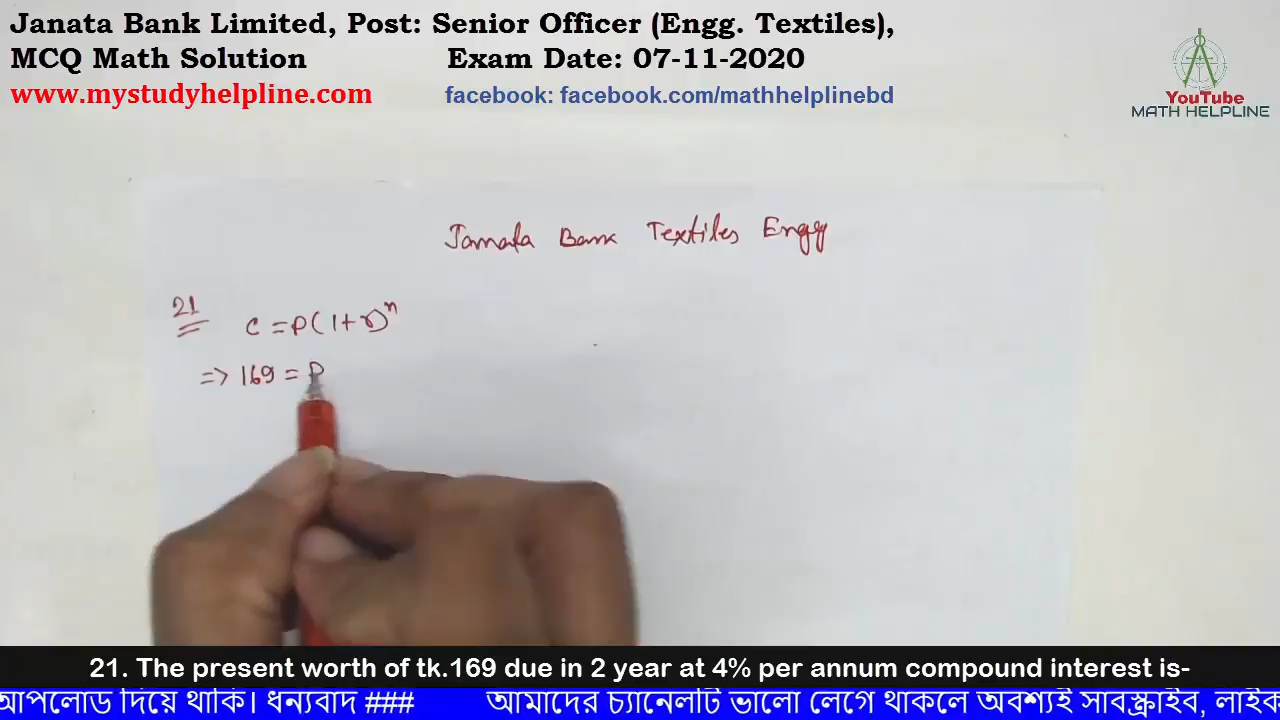 Janata Bank Limited, Post: Senior Officer (Engg. Textiles),
MCQ Math Solution Exam Date: 07-11-2020
www.mystudyhelpline.com facebook: facebook.com/mathhelplinebd
YouTube
MATH HELPLINE
Janata Bank Textiles Engg
21 C = P(1+r)ⁿ
=> 169 = P
21. The present worth of tk.169 due in 2 year at 4% per annum compound interest is-
আপলোড দিয়ে থাকি। ধন্যবাদ ### আমাদের চ্যানেলটি ভালো লেগে থাকলে অবশ্যই সাবস্ক্রাইব, লাইক